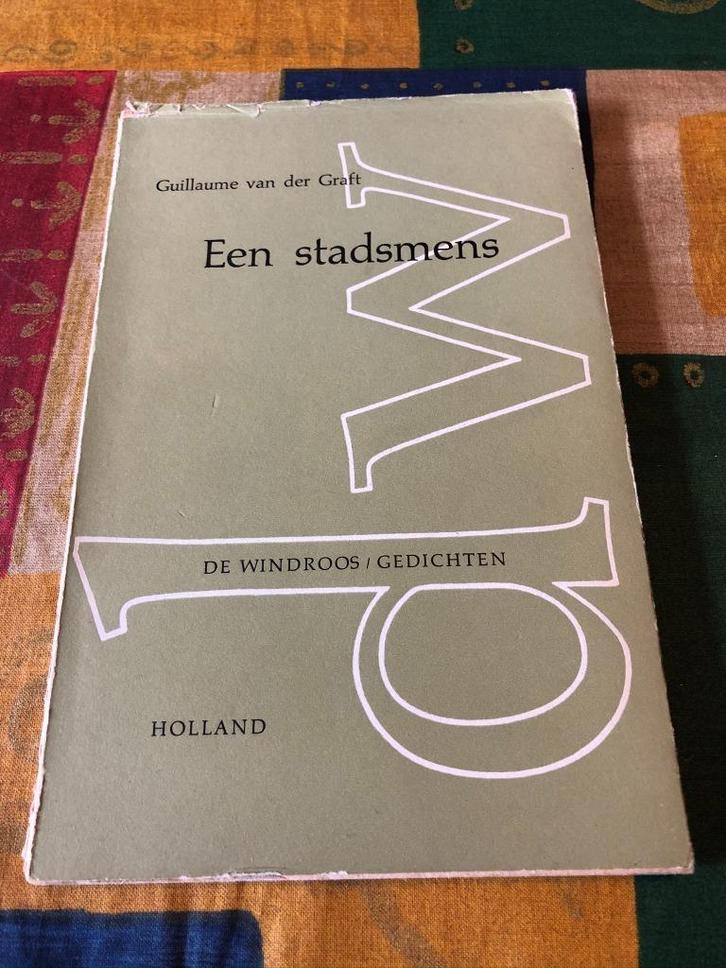 Guillaume van der Graft
Een stadsmens
dw
DE WINDROOS / GEDICHTEN
HOLLAND